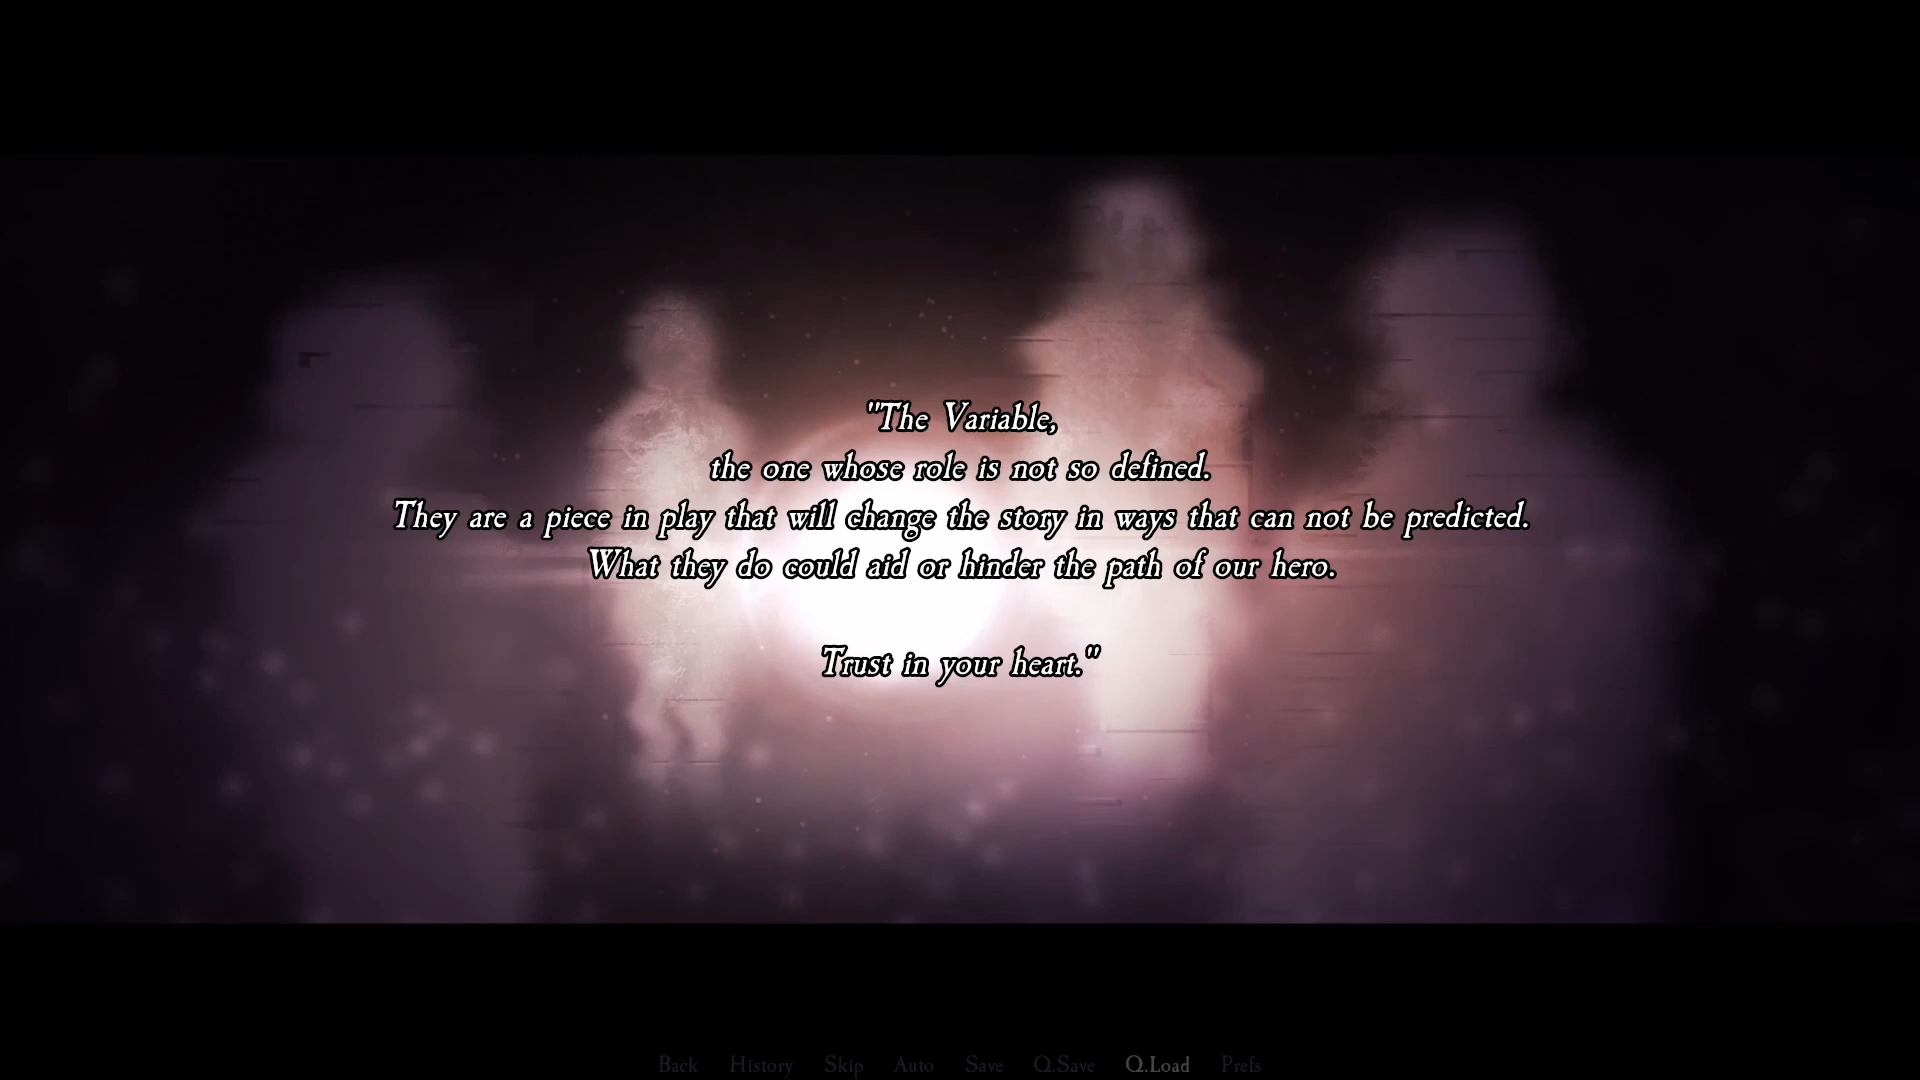 "The Variable,
the one whose role is not so defined.
They are a piece in play that will change the story in ways that can not be predicted.
What they do could aid or hinder the path of our hero.
Trust in your heart."
Back History Skip Auto Save Q.Save Q.Load Prefs